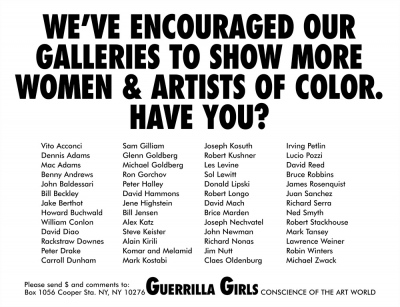 WE'VE ENCOURAGED OUR
GALLERIES TO SHOW MORE
WOMEN & ARTISTS OF COLOR.
HAVE YOU?
Vito Acconci
Dennis Adams
Mac Adams
Benny Andrews
John Baldessari
Bill Beckley
Jake Berthot
Howard Buchwald
William Conlon
David Diao
Rackstraw Downes
Peter Drake
Carroll Dunham
Sam Gilliam
Glenn Goldberg
Michael Goldberg
Ron Gorchov
Peter Halley
David Hammons
Jene Highstein
Bill Jensen
Alex Katz
Steve Keister
Alain Kirili
Komar and Melamid
Mark Kostabi
Joseph Kosuth
Robert Kushner
Les Levine
Sol Lewitt
Donald Lipski
Robert Longo
David Mach
Brice Marden
Joseph Nechvatel
John Newman
Richard Nonas
Jim Nutt
Claes Oldenburg
Irving Petlin
Lucio Pozzi
David Reed
Bruce Robbins
James Rosenquist
Juan Sanchez
Richard Serra
Ned Smyth
Robert Stackhouse
Mark Tansey
Lawrence Weiner
Robin Winters
Michael Zwack
Please send $ and comments to:
Box 1056 Cooper Sta. NY, NY 10276 GUERRILLA GIRLS CONSCIENCE OF THE ART WORLD